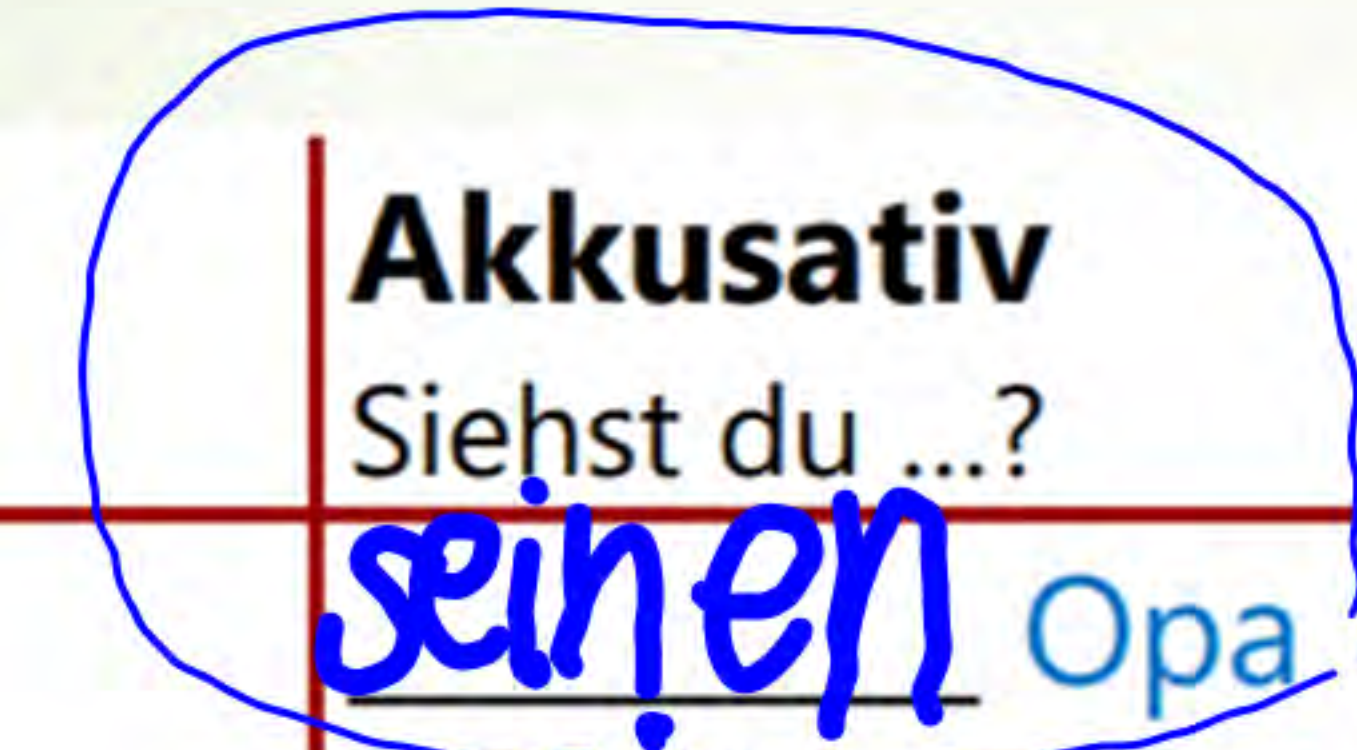 Akkusativ
Siehst du ...?
seinen Opa